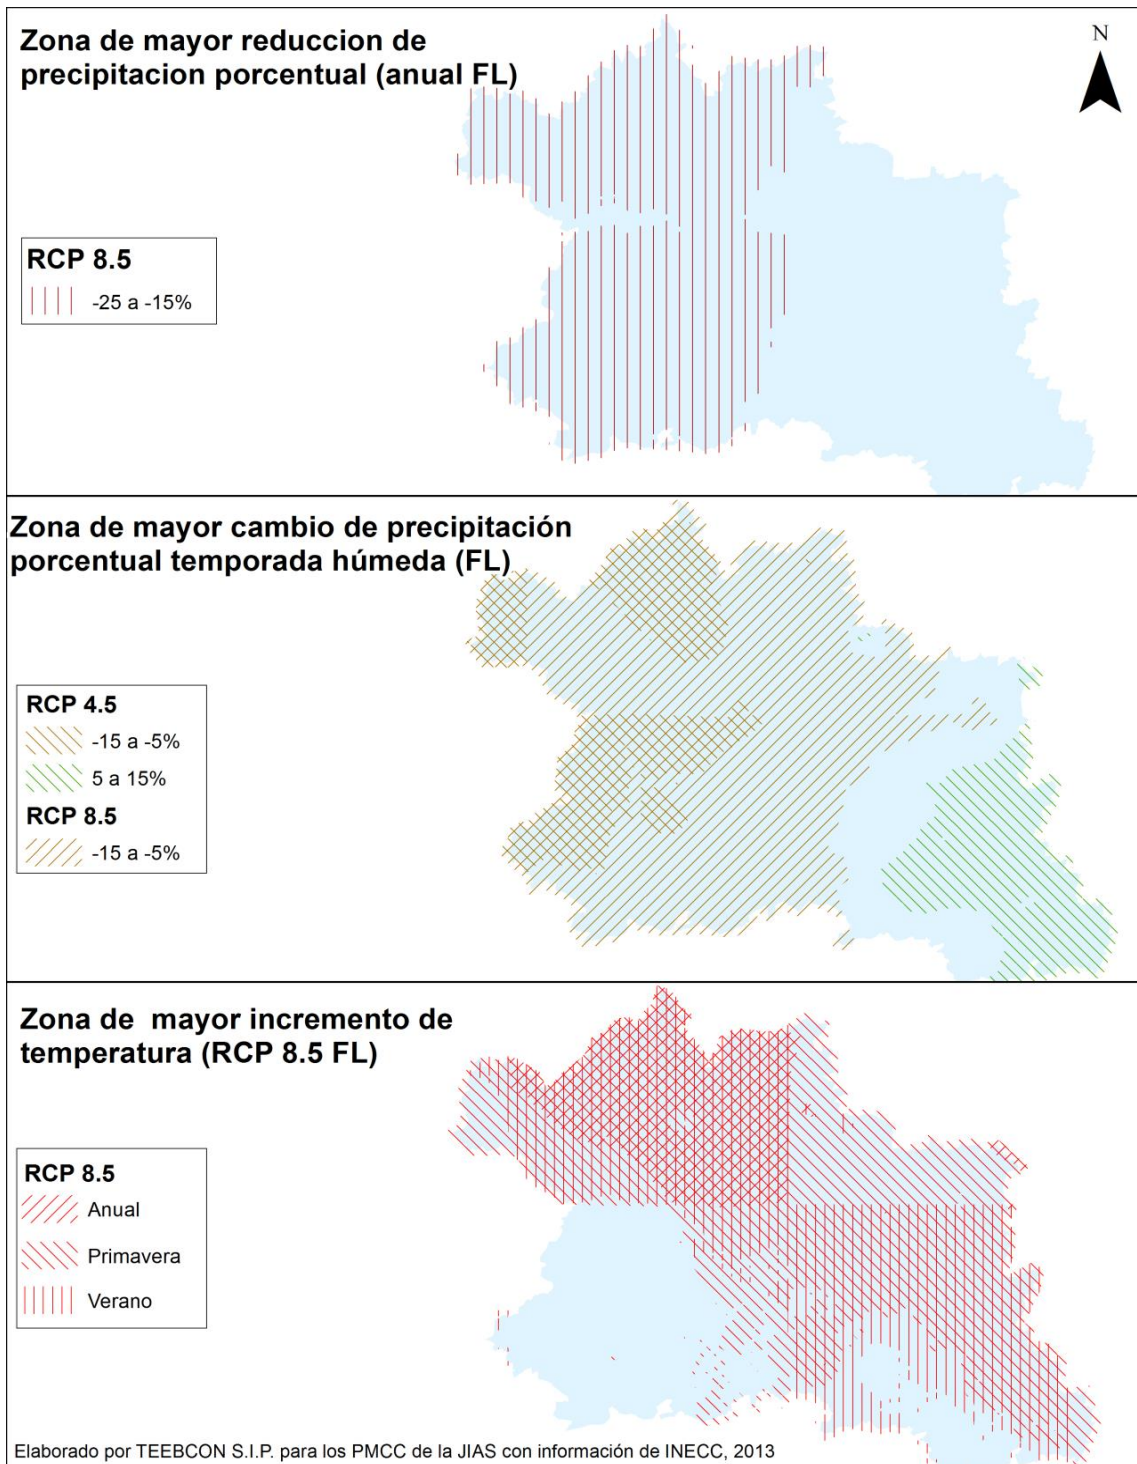 Zona de mayor reduccion de
precipitacion porcentual (anual FL)
N
RCP 8.5
-25 a -15%
Zona de mayor cambio de precipitación
porcentual temporada húmeda (FL)
RCP 4.5
-15 a -5%
5 a 15%
RCP 8.5
-15 a -5%
Zona de mayor incremento de
temperatura (RCP 8.5 FL)
RCP 8.5
Anual
Primavera
Verano
Elaborado por TEEBCON S.I.P. para los PMCC de la JIAS con información de INECC, 2013